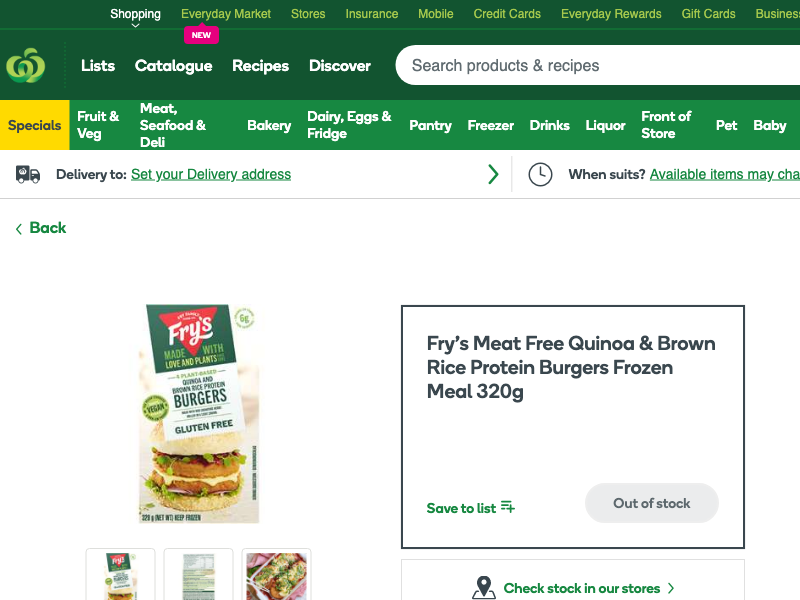 Shopping Everyday Market Stores Insurance Mobile Credit Cards Everyday Rewards Gift Cards Business
NEW
Lists Catalogue Recipes Discover Search products & recipes
Specials
Fruit & Veg
Meat, Seafood & Deli
Bakery
Dairy, Eggs & Fridge
Pantry
Freezer
Drinks
Liquor
Front of Store
Pet
Baby
Delivery to: Set your Delivery address
When suits? Available items may cha
Back
Fry's
MADE WITH
LOVE AND PLANTS
4 PLANT-BASED
QUINOA AND
BROWN RICE PROTEIN
BURGERS
VEGAN
GLUTEN FREE
320 g (NET WT) KEEP FROZEN
Fry's Meat Free Quinoa & Brown
Rice Protein Burgers Frozen
Meal 320g
Save to list
Out of stock
Check stock in our stores